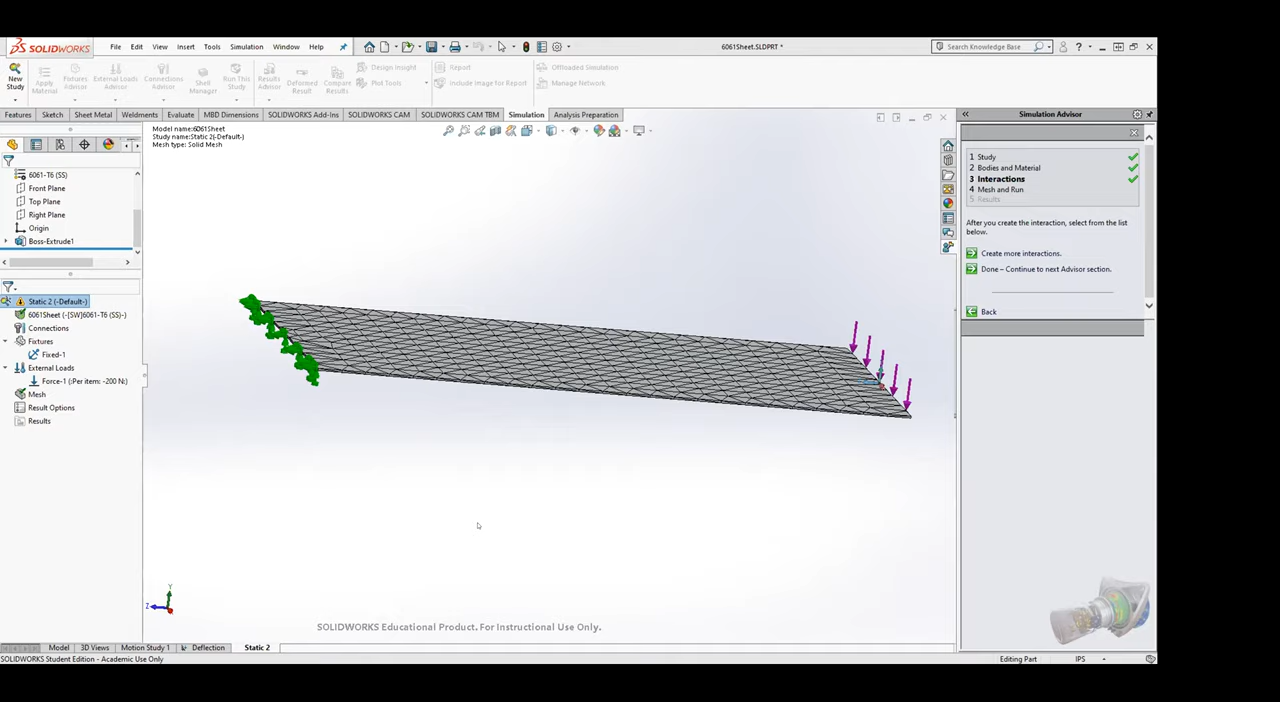 SOLIDWORKS File Edit View Insert Tools Simulation Window Help 6061Sheet.SLDPRT * Search Knowledge Base
New Study Apply Material Fixtures Advisor External Loads Advisor Connections Advisor Shell Manager Run This Study Results Advisor Deformed Result Compare Results Design Insight Plot Tools Report Include Image for Report Offloaded Simulation Manage Network
Features Sketch Sheet Metal Weldments Evaluate MBD Dimensions SOLIDWORKS Add-Ins SOLIDWORKS CAM SOLIDWORKS CAM TBM Simulation Analysis Preparation
Model name:6061Sheet
Study name:Static 2(-Default-)
Mesh type: Solid Mesh
6061-T6 (SS)
Front Plane
Top Plane
Right Plane
Origin
Boss-Extrude1
Static 2 (-Default-)
6061Sheet (-[SW]6061-T6 (SS)-)
Connections
Fixtures
Fixed-1
External Loads
Force-1 (:Per item: -200 N:)
Mesh
Result Options
Results
Y
Z
SOLIDWORKS Educational Product. For Instructional Use Only.
Simulation Advisor
1 Study
2 Bodies and Material
3 Interactions
4 Mesh and Run
5 Results
After you create the interaction, select from the list
below.
Create more interactions.
Done – Continue to next Advisor section.
Back
Model 3D Views Motion Study 1 Deflection Static 2
SOLIDWORKS Student Edition - Academic Use Only Editing Part IPS